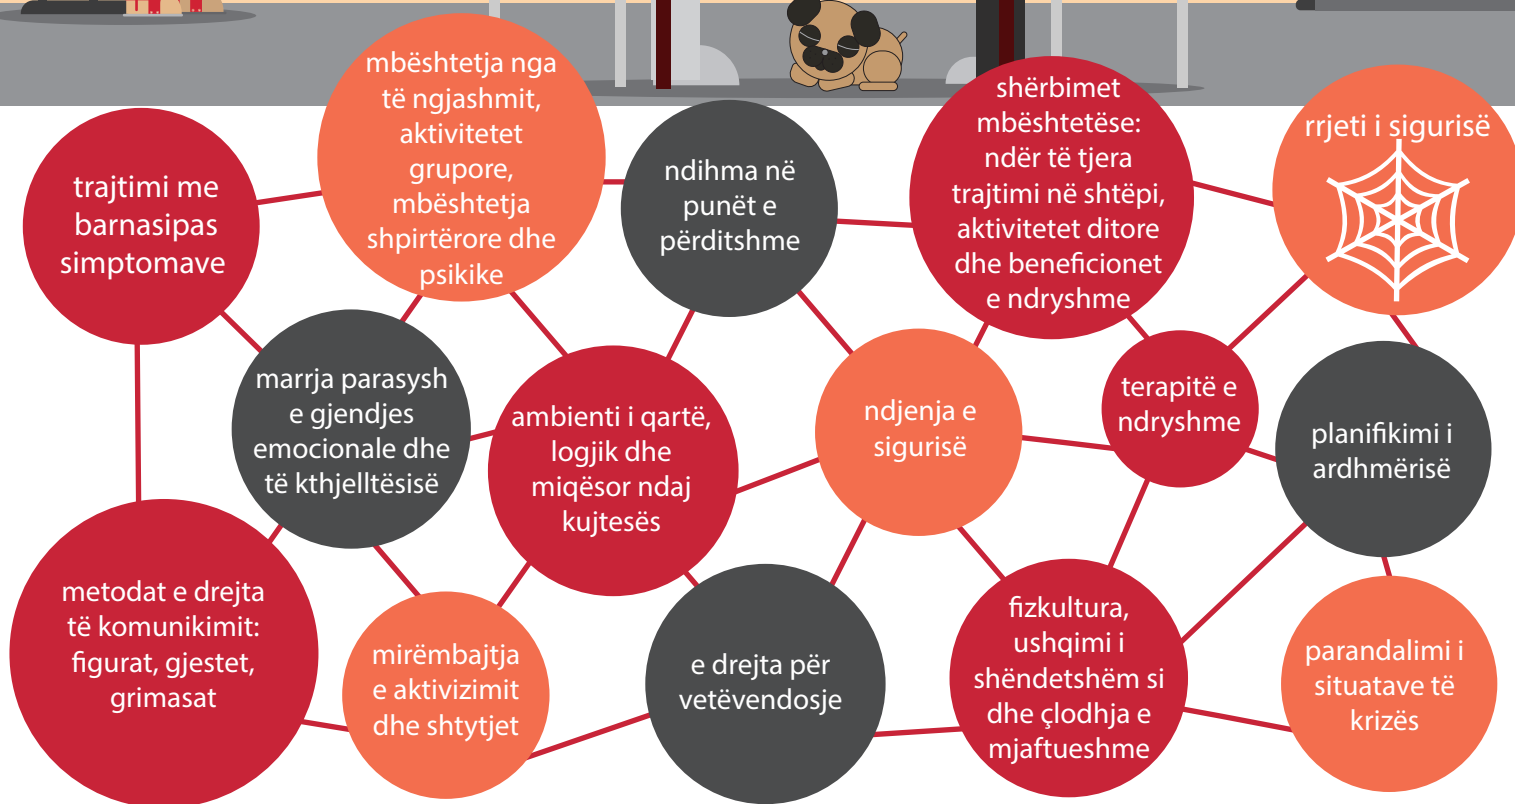 mbështetja nga
të ngjashmit,
aktivitetet
grupore,
mbështetja
shpirtërore dhe
psikike
shërbimet
mbështetëse:
ndër të tjera
trajtimi në shtëpi,
aktivitetet ditore
dhe beneficionet
e ndryshme
rrjeti i sigurisë
trajtimi me
barnasipas
simptomave
ndihma në
punët e
përditshme
marrja parasysh
e gjendjes
emocionale dhe
të kthjelltësisë
ambienti i qartë,
logjik dhe
miqësor ndaj
kujtesës
ndjenja e
sigurisë
terapitë e
ndryshme
planifikimi i
ardhmërisë
metodat e drejta
të komunikimit:
figurat, gjestet,
grimasat
mirëmbajtja
e aktivizimit
dhe shtytjet
e drejta për
vetëvendosje
fizkultura,
ushqimi i
shëndetshëm si
dhe çlodhja e
mjaftueshme
parandalimi i
situatave të
krizës